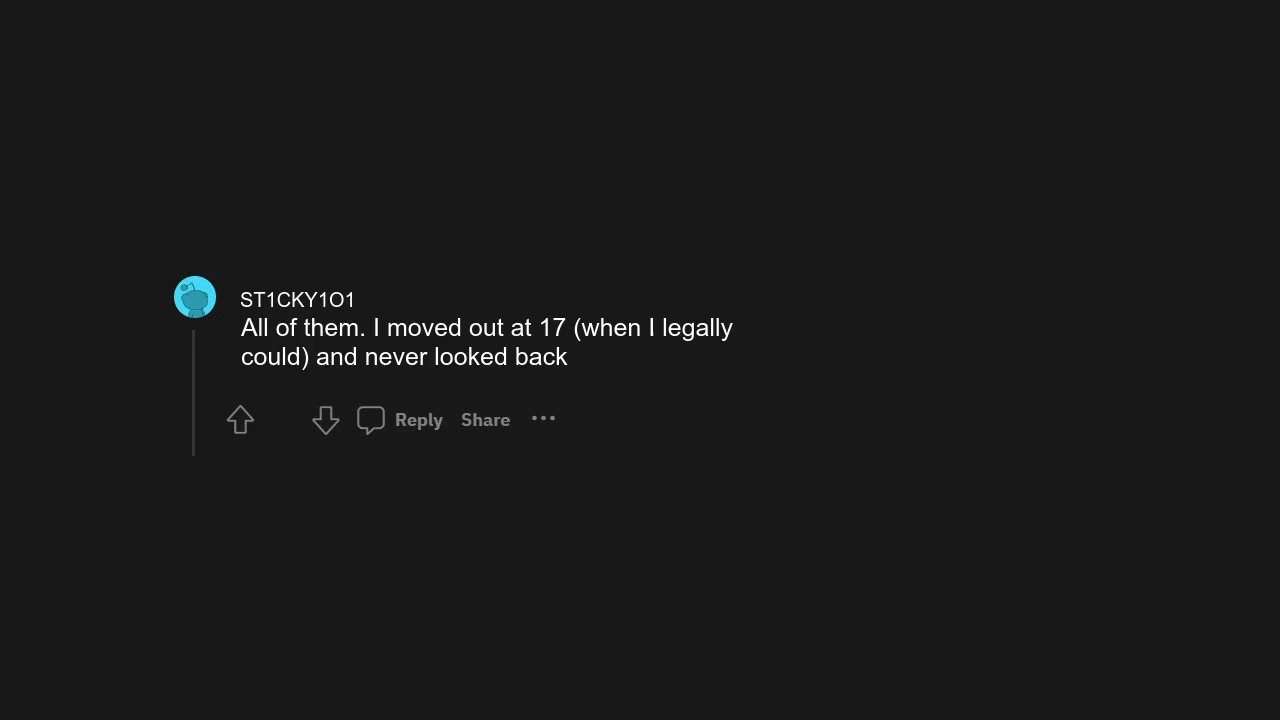 ST1CKY1O1
All of them. I moved out at 17 (when I legally
could) and never looked back
Reply Share